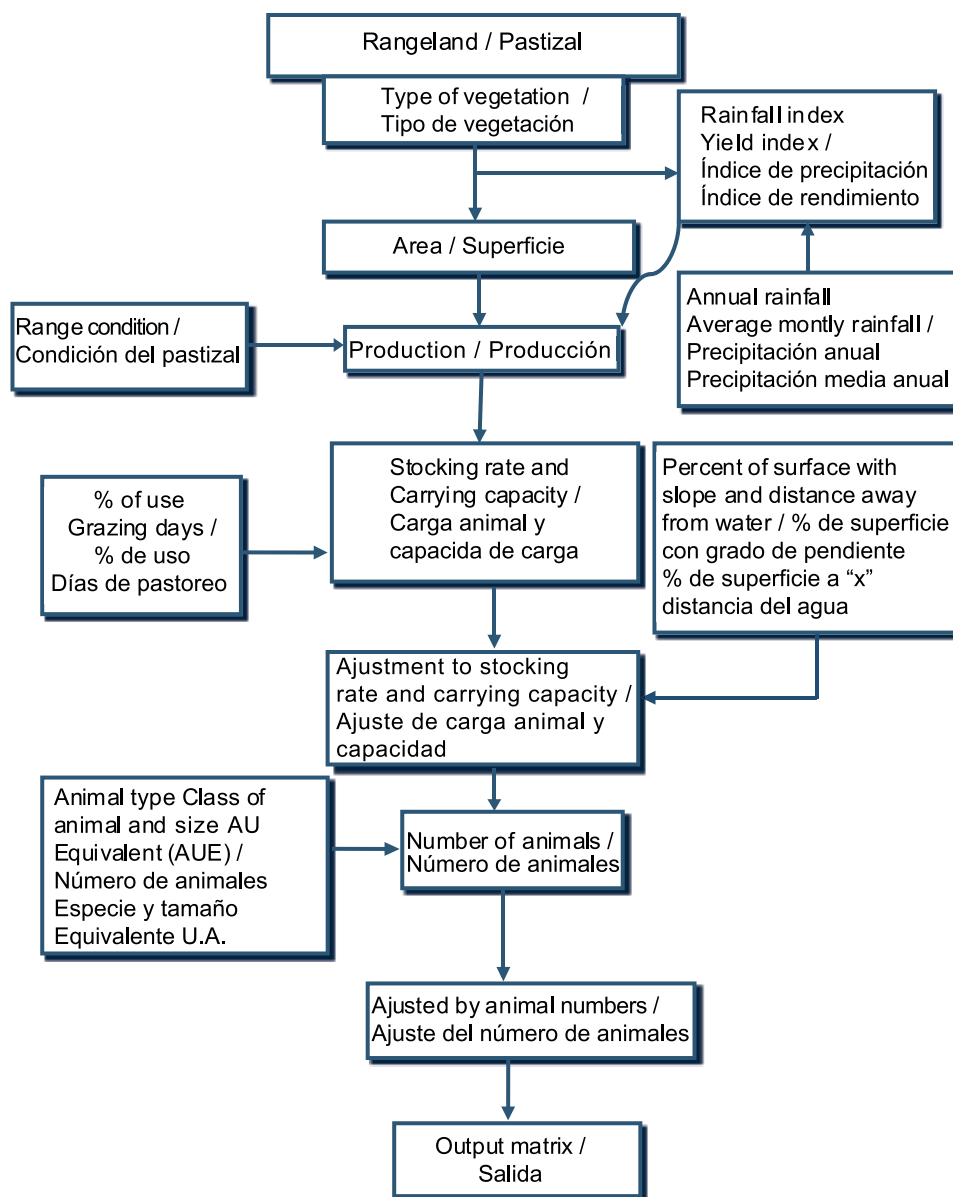 Rangeland / Pastizal
Type of vegetation /
Tipo de vegetación
Rainfall index
Yield index /
Índice de precipitación
Índice de rendimiento
Area / Superficie
Annual rainfall
Average montly rainfall /
Precipitación anual
Precipitación media anual
Range condition /
Condición del pastizal
Production / Producción
Stocking rate and
Carrying capacity /
Carga animal y
capacida de carga
Percent of surface with
slope and distance away
from water / % de superficie
con grado de pendiente
% de superficie a “x”
distancia del agua
% of use
Grazing days /
% de uso
Días de pastoreo
Ajustment to stocking
rate and carrying capacity /
Ajuste de carga animal y
capacidad
Animal type Class of
animal and size AU
Equivalent (AUE) /
Número de animales
Especie y tamaño
Equivalente U.A.
Number of animals /
Número de animales
Ajusted by animal numbers /
Ajuste del número de animales
Output matrix /
Salida